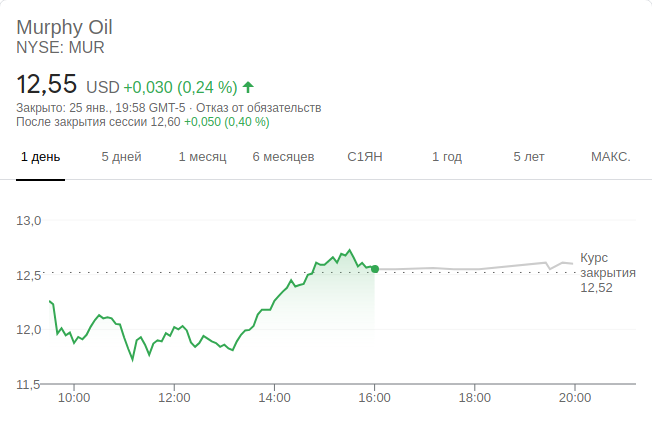 Murphy Oil
NYSE: MUR
12,55 USD +0,030 (0,24 %)
Закрыто: 25 янв., 19:58 GMT-5 · Отказ от обязательств
После закрытия сессии 12,60 +0,050 (0,40 %)
1 день 5 дней 1 месяц 6 месяцев С1ЯН 1 год 5 лет МАКС.
13,0
12,5
12,0
11,5
Курс
закрытия
12,52
10:00 12:00 14:00 16:00 18:00 20:00